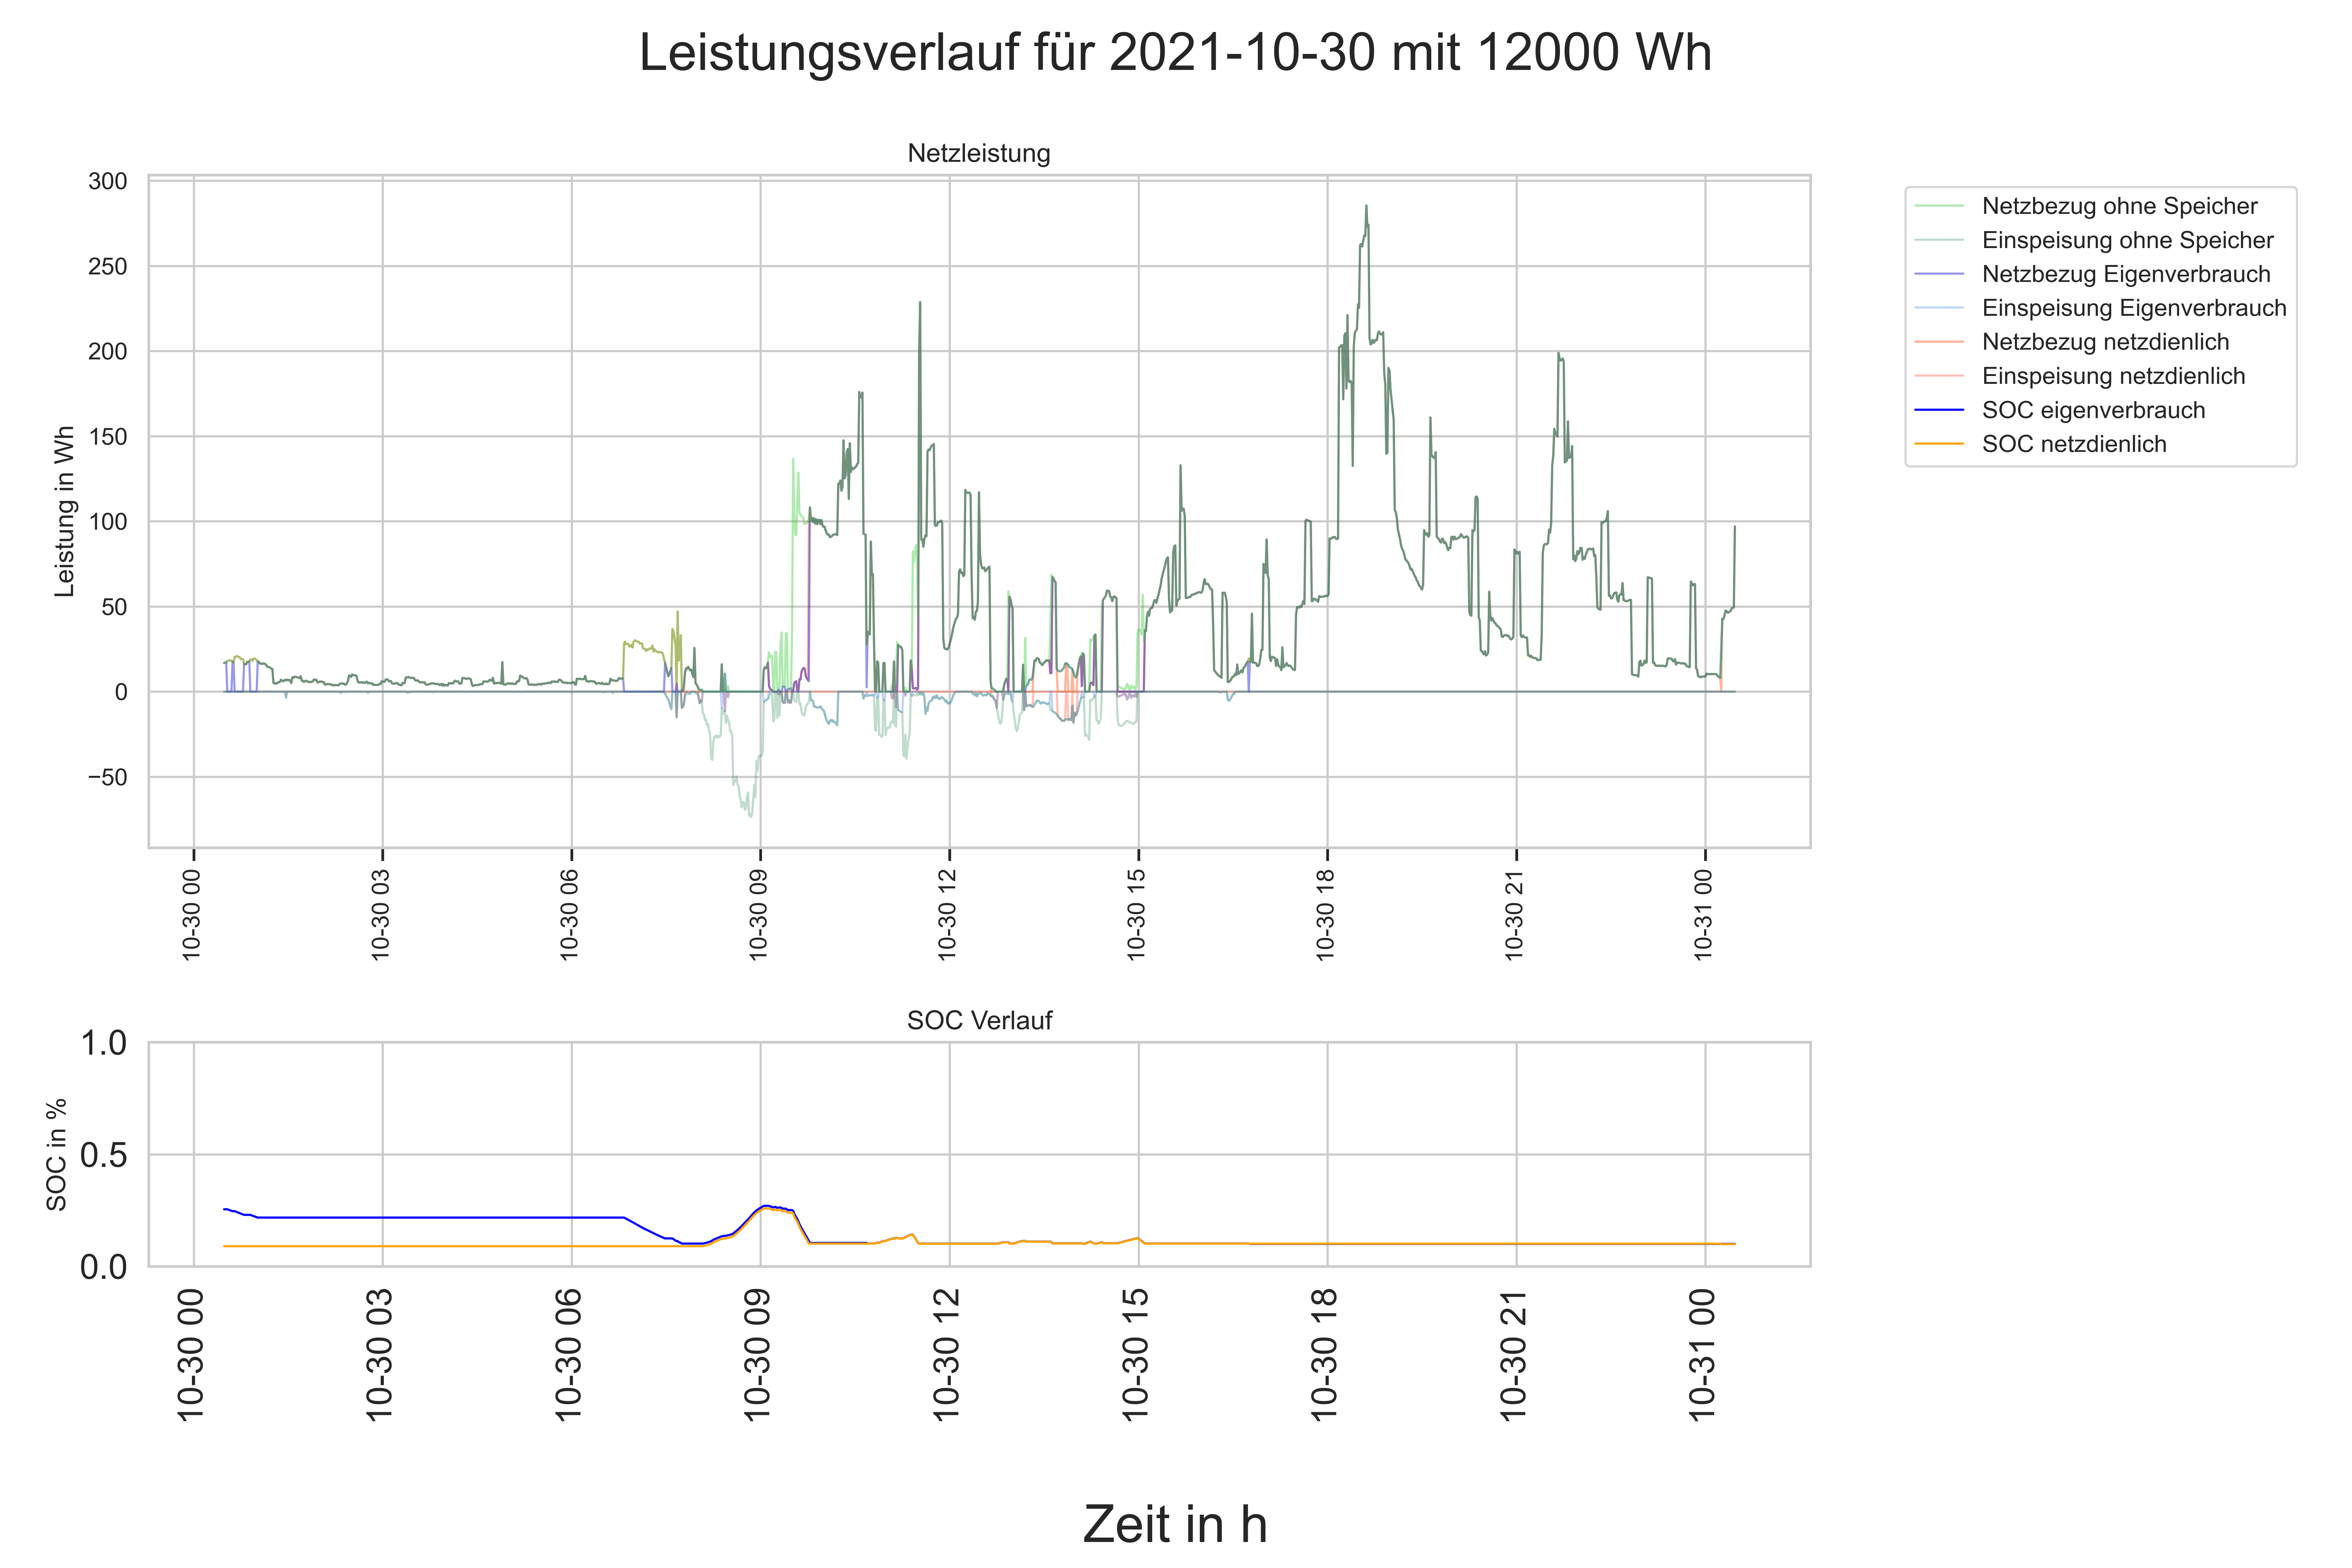 Leistungsverlauf für 2021-10-30 mit 12000 Wh
Netzleistung
Leistung in Wh
300
250
200
150
100
50
0
−50
10-30 00
10-30 03
10-30 06
10-30 09
10-30 12
10-30 15
10-30 18
10-30 21
10-31 00
Netzbezug ohne Speicher
Einspeisung ohne Speicher
Netzbezug Eigenverbrauch
Einspeisung Eigenverbrauch
Netzbezug netzdienlich
Einspeisung netzdienlich
SOC eigenverbrauch
SOC netzdienlich
SOC Verlauf
SOC in %
1.0
0.5
0.0
10-30 00
10-30 03
10-30 06
10-30 09
10-30 12
10-30 15
10-30 18
10-30 21
10-31 00
Zeit in h